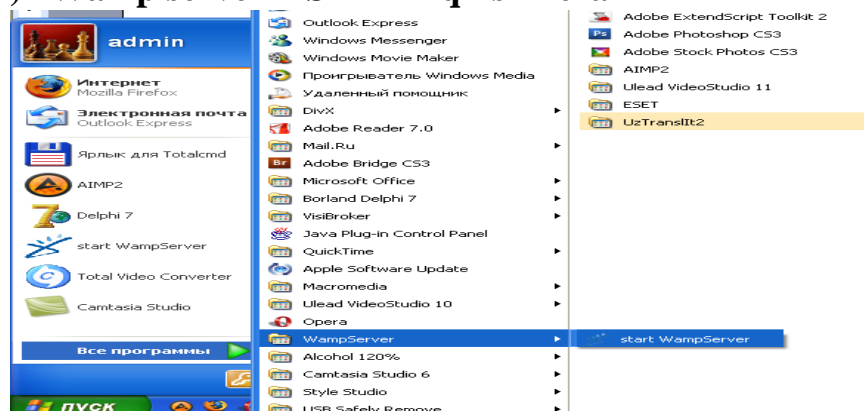 admin
Интернет
Mozilla Firefox
Электронная почта
Outlook Express
Ярлык для Totalcmd
AIMP2
Delphi 7
start WampServer
Total Video Converter
Camtasia Studio
Все программы
пуск
Outlook Express
Windows Messenger
Windows Movie Maker
Проигрыватель Windows Media
Удаленный помощник
DivX
Adobe Reader 7.0
Mail.Ru
Adobe Bridge CS3
Microsoft Office
Borland Delphi 7
VisiBroker
Java Plug-in Control Panel
QuickTime
Apple Software Update
Macromedia
Ulead VideoStudio 10
Opera
WampServer
Alcohol 120%
Camtasia Studio 6
Style Studio
USB Safely Remove
Adobe ExtendScript Toolkit 2
Adobe Photoshop CS3
Adobe Stock Photos CS3
AIMP2
Ulead VideoStudio 11
ESET
UzTranslIt2
start WampServer